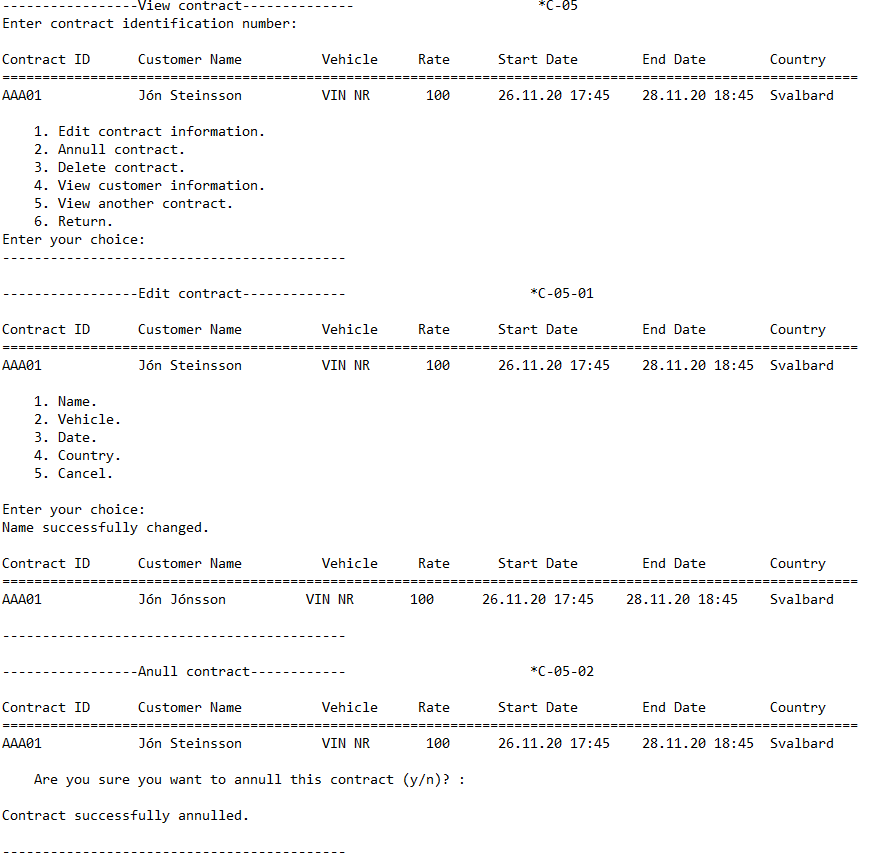 -----------------View contract--------------                       *C-05
Enter contract identification number:
Contract ID      Customer Name          Vehicle     Rate      Start Date        End Date        Country
===========================================================================================================
AAA01            Jón Steinsson          VIN NR       100      26.11.20 17:45    28.11.20 18:45  Svalbard
    1. Edit contract information.
    2. Annull contract.
    3. Delete contract.
    4. View customer information.
    5. View another contract.
    6. Return.
Enter your choice:
-------------------------------------------
-----------------Edit contract-------------                       *C-05-01
Contract ID      Customer Name          Vehicle     Rate      Start Date        End Date        Country
===========================================================================================================
AAA01            Jón Steinsson          VIN NR       100      26.11.20 17:45    28.11.20 18:45  Svalbard
    1. Name.
    2. Vehicle.
    3. Date.
    4. Country.
    5. Cancel.
Enter your choice:
Name successfully changed.
Contract ID      Customer Name          Vehicle     Rate      Start Date        End Date        Country
===========================================================================================================
AAA01            Jón Jónsson          VIN NR       100      26.11.20 17:45    28.11.20 18:45    Svalbard
-------------------------------------------
-----------------Anull contract------------                       *C-05-02
Contract ID      Customer Name          Vehicle     Rate      Start Date        End Date        Country
===========================================================================================================
AAA01            Jón Steinsson          VIN NR       100      26.11.20 17:45    28.11.20 18:45  Svalbard
    Are you sure you want to annull this contract (y/n)? :
Contract successfully annulled.
-------------------------------------------